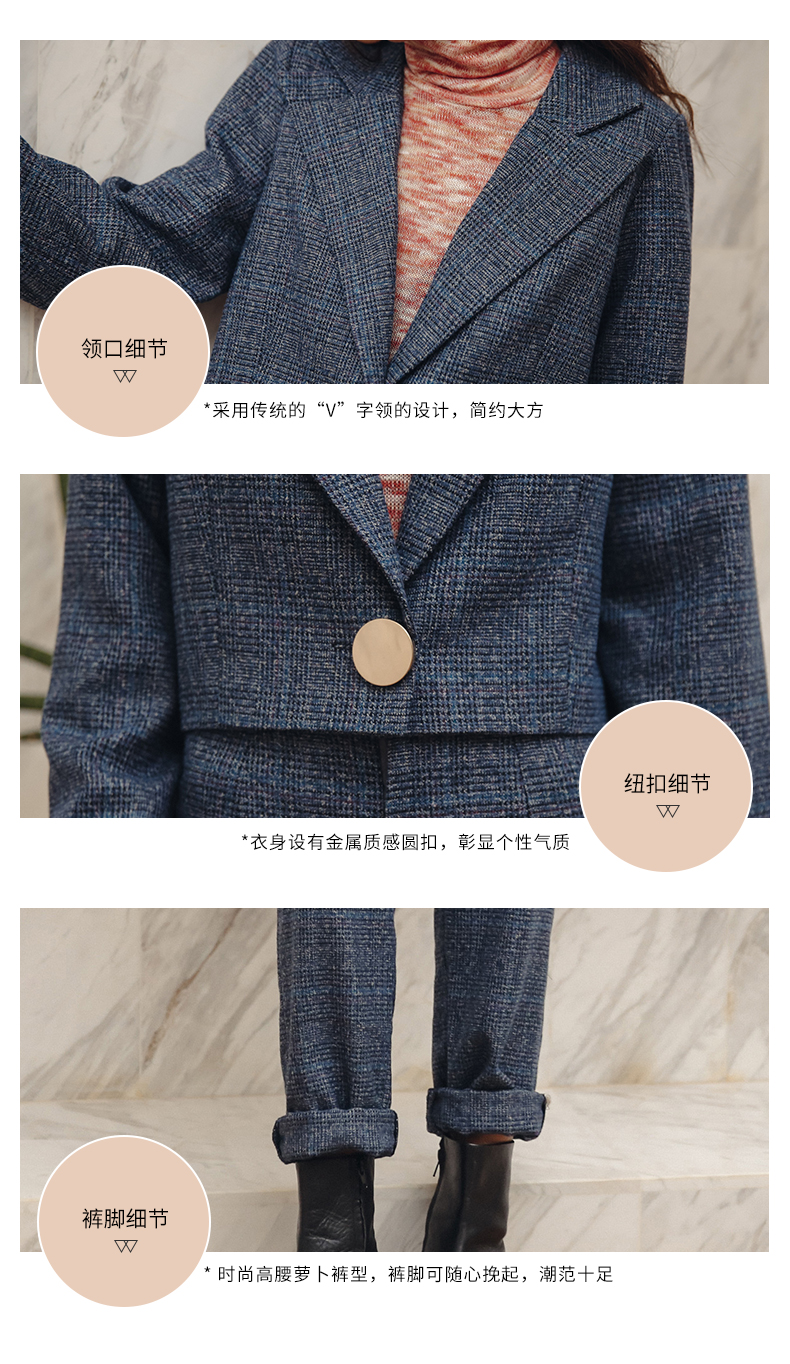 领口细节
*采用传统的“V”字领的设计，简约大方
纽扣细节
*衣身设有金属质感圆扣，彰显个性气质
裤脚细节
* 时尚高腰萝卜裤型，裤脚可随心挽起，潮范十足